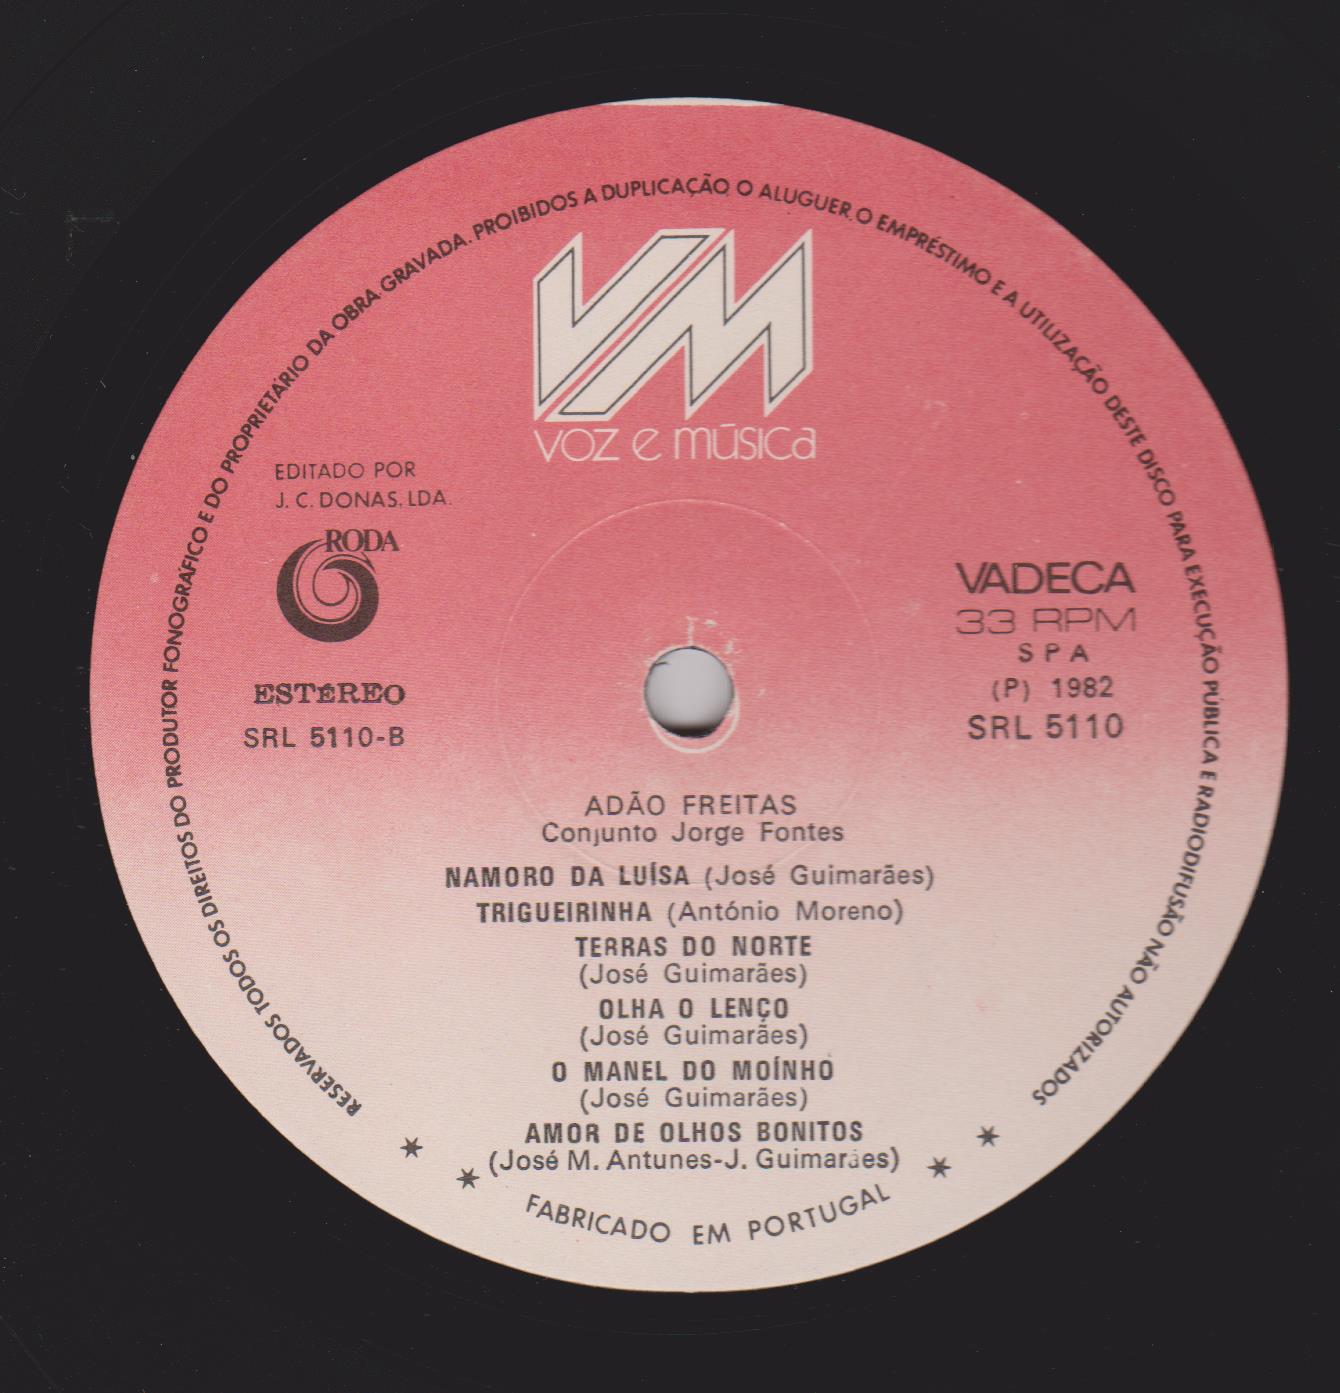 RESERVADOS TODOS OS DIREITOS DO PRODUTOR FONOGRÁFICO E DO PROPRIETÁRIO DA OBRA GRAVADA. PROIBIDOS A DUPLICAÇÃO O ALUGUER. O EMPRÉSTIMO E A UTILIZAÇÃO DESTE DISCO PARA EXECUÇÃO PÚBLICA E RADIODIFUSÃO NÃO AUTORIZADOS
VM
voz e música
EDITADO POR
J. C. DONAS, LDA.
RODA
ESTÉREO
SRL 5110-B
VADECA
33 RPM
SPA
(P) 1982
SRL 5110
ADÃO FREITAS
Conjunto Jorge Fontes
NAMORO DA LUÍSA (José Guimarães)
TRIGUEIRINHA (António Moreno)
TERRAS DO NORTE
(José Guimarães)
OLHA O LENÇO
(José Guimarães)
O MANEL DO MOÍNHO
(José Guimarães)
AMOR DE OLHOS BONITOS
(José M. Antunes-J. Guimarães)
FABRICADO EM PORTUGAL